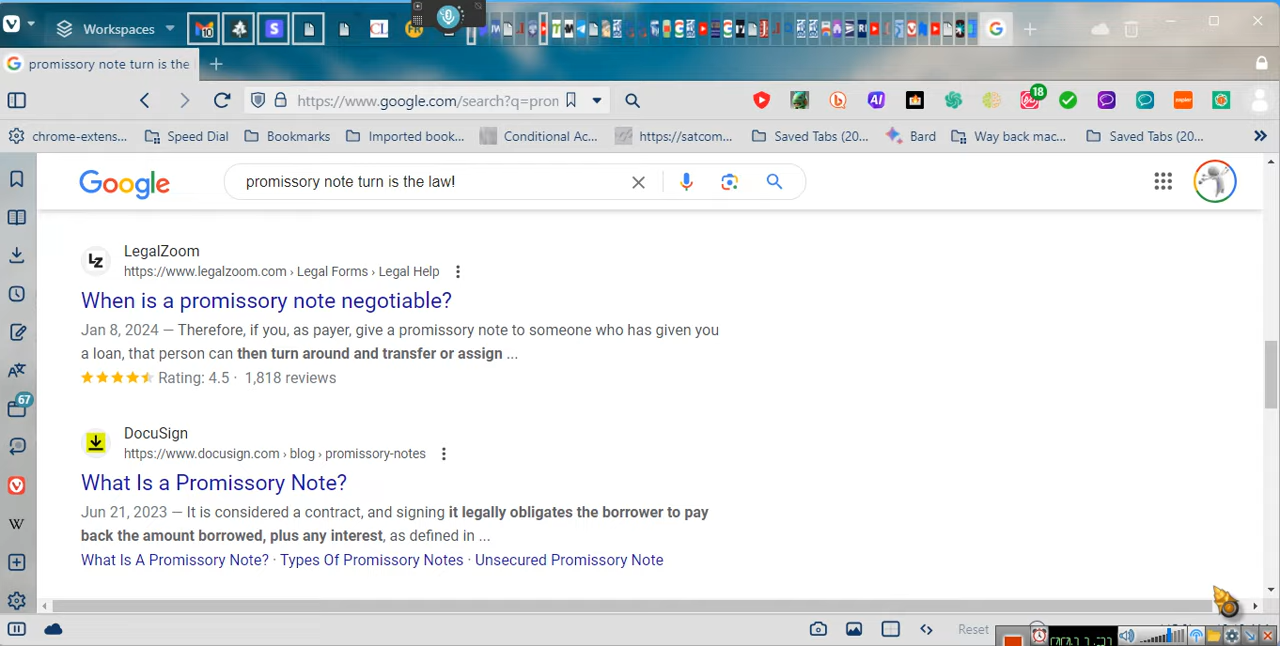 Workspaces
10
S
CL
FR
promissory note turn is the
https://www.google.com/search?q=pron
AI
18
chrome-extens...
Speed Dial
Bookmarks
Imported book...
Conditional Ac...
https://satcom...
Saved Tabs (20...
Bard
Way back mac...
Saved Tabs (20...
Google
promissory note turn is the law!
LZ
LegalZoom
https://www.legalzoom.com › Legal Forms › Legal Help
When is a promissory note negotiable?
Jan 8, 2024 — Therefore, if you, as payer, give a promissory note to someone who has given you
a loan, that person can then turn around and transfer or assign ...
Rating: 4.5 · 1,818 reviews
DocuSign
https://www.docusign.com › blog › promissory-notes
What Is a Promissory Note?
Jun 21, 2023 — It is considered a contract, and signing it legally obligates the borrower to pay
back the amount borrowed, plus any interest, as defined in ...
What Is A Promissory Note? · Types Of Promissory Notes · Unsecured Promissory Note
67
W
Reset